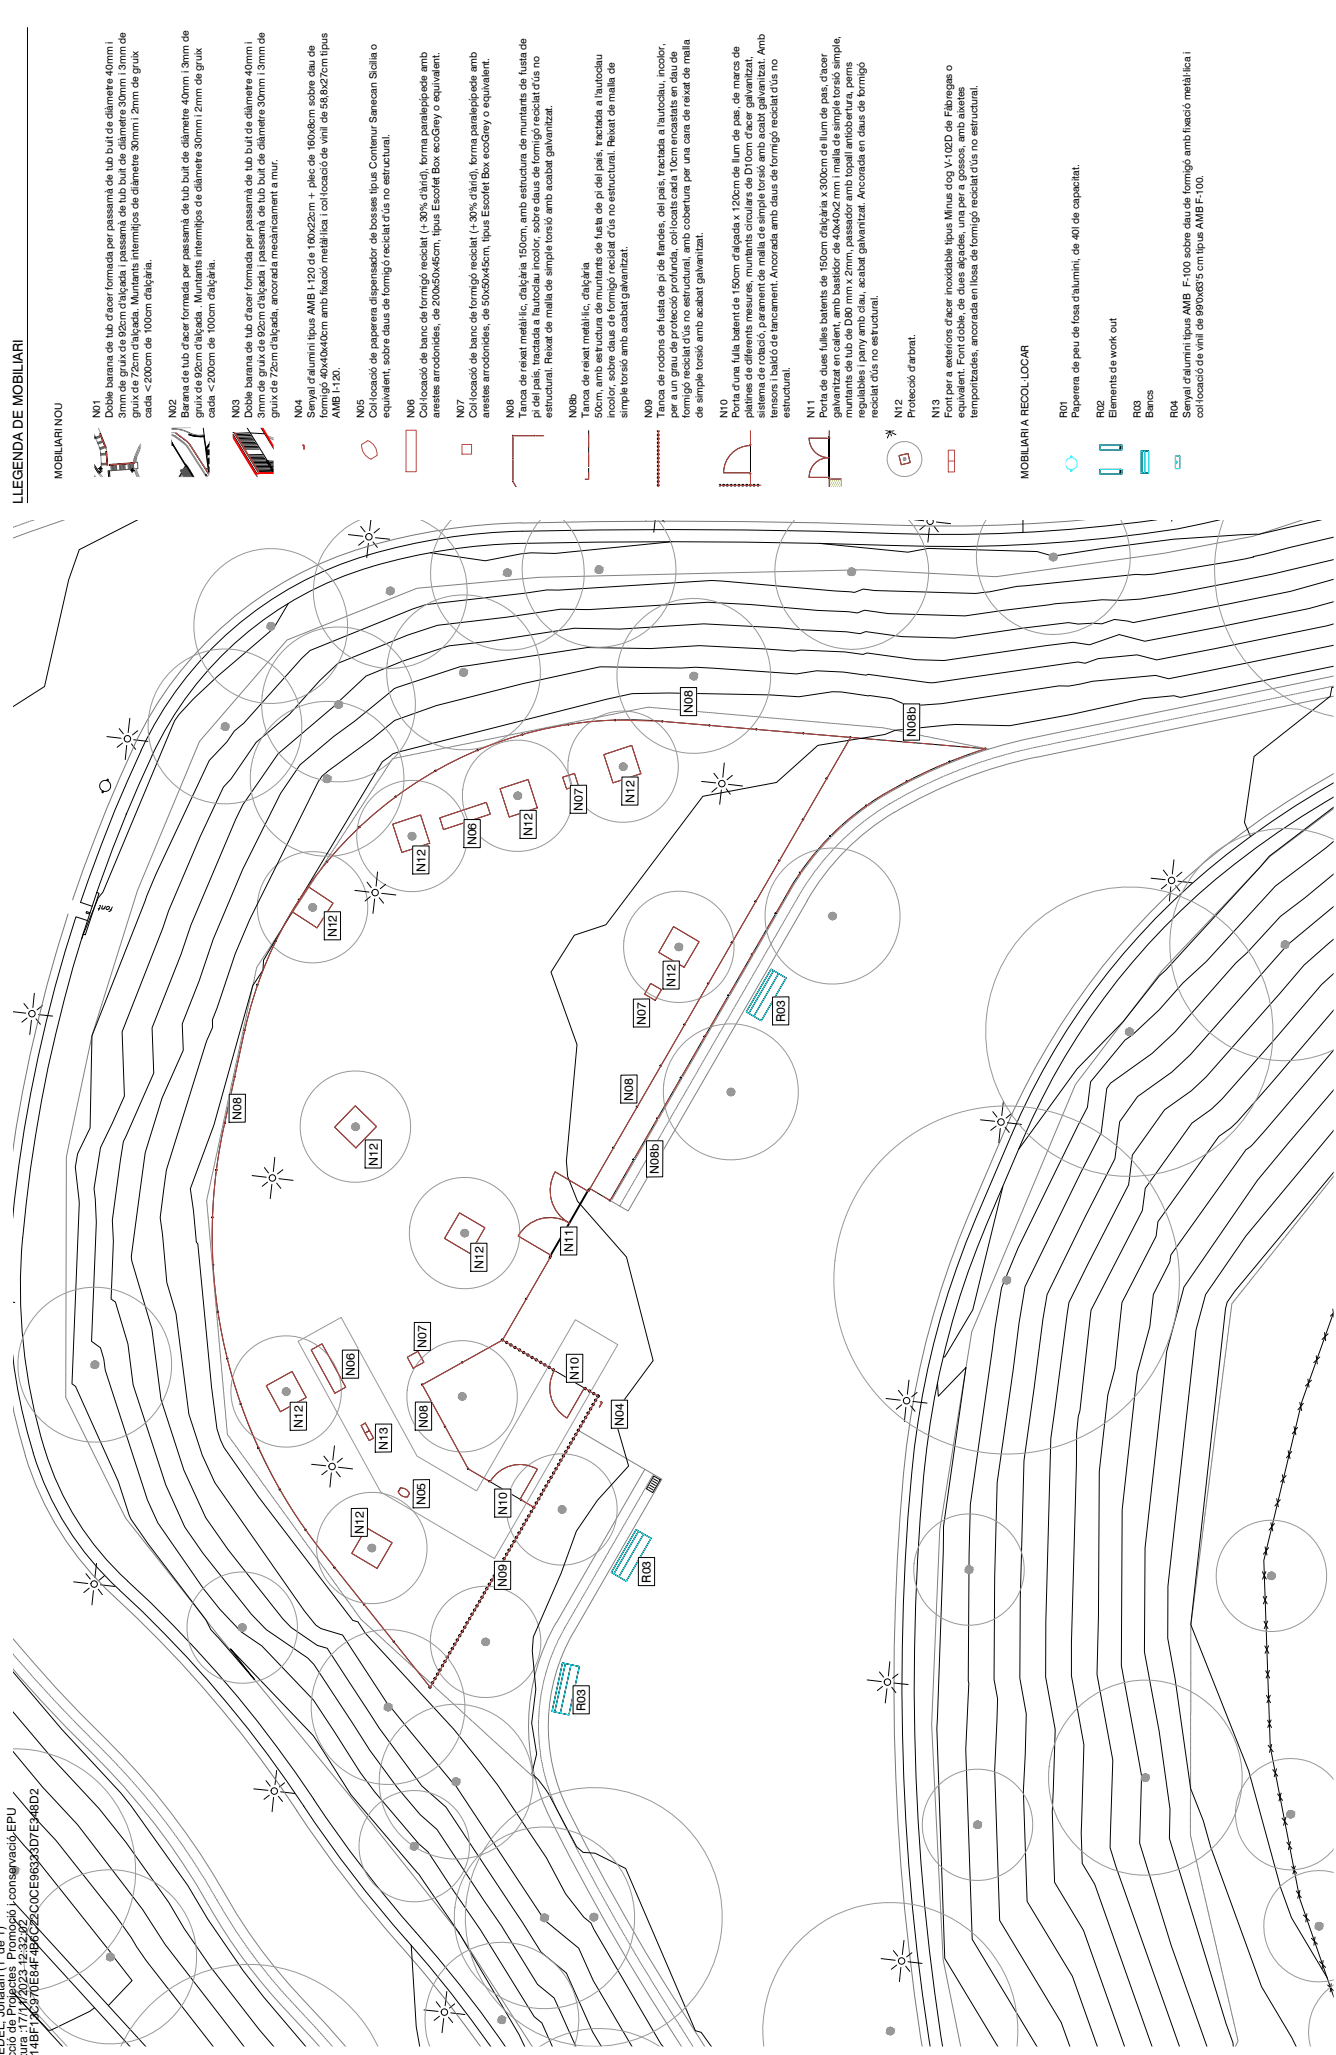 LLEGENDA DE MOBILIARI
MOBILIARI NOU
N01
Doble barana de tub d'acer formada per passamà de tub buit de diàmetre 40mm i
3mm de gruix de 92cm d'alçada i passamà de tub buit de diàmetre 30mm i 3mm de
gruix de 72cm d'alçada. Muntants intermitjos de diàmetre 30mm i 2mm de gruix
cada <200cm de 100cm d'alçària.
N02
Barana de tub d'acer formada per passamà de tub buit de diàmetre 40mm i 3mm de
gruix de 92cm d'alçada . Muntants intermitjos de diàmetre 30mm i 2mm de gruix
cada <200cm de 100cm d'alçària.
N03
Doble barana de tub d'acer formada per passamà de tub buit de diàmetre 40mm i
3mm de gruix de 92cm d'alçada i passamà de tub buit de diàmetre 30mm i 3mm de
gruix de 72cm d'alçada, ancorada mecànicament a mur.
N04
Senyal d'alumini tipus AMB I-120 de 160x22cm + plec de 160x8cm sobre dau de
formigó 40x40x40cm amb fixació metàl·lica i col·locació de vinil de 58,8x27cm tipus
AMB I-120.
N05
Col·locació de paperera dispensador de bosses tipus Contenur Sanecan Sicilia o
equivalent, sobre daus de formigó reciclat d'ús no estructural.
N06
Col·locació de banc de formigó reciclat (+30% d'àrid), forma paralepípede amb
arestes arrodonides, de 200x50x45cm, tipus Escofet Box ecoGrey o equivalent.
N07
Col·locació de banc de formigó reciclat (+30% d'àrid), forma paralepípede amb
arestes arrodonides, de 50x50x45cm, tipus Escofet Box ecoGrey o equivalent.
N08
Tanca de reixat metàl·lic, d'alçària 150cm, amb estructura de muntants de fusta de
pi del país, tractada a l'autoclau incolor, sobre daus de formigó reciclat d'ús no
estructural. Reixat de malla de simple torsió amb acabat galvanitzat.
N08b
Tanca de reixat metàl·lic, d'alçària
50cm, amb estructura de muntants de fusta de pi del país, tractada a l'autoclau
incolor, sobre daus de formigó reciclat d'ús no estructural. Reixat de malla de
simple torsió amb acabat galvanitzat.
N09
Tanca de rodons de fusta de pi de flandes, del país, tractada a l'autoclau, incolor,
per a un grau de protecció profunda, col·locats cada 10cm encastats en dau de
formigó reciclat d'ús no estructural, amb cobertura per una cara de reixat de malla
de simple torsió amb acabat galvanitzat.
N10
Porta d'una fulla batent de 150cm d'alçada x 120cm de llum de pas, de marcs de
platines de diferents mesures, muntants circulars de D10cm d'acer galvanitzat,
sistema de rotació, parament de malla de simple torsió amb acabt galvanitzat. Amb
tensors i baldó de tancament. Ancorada amb daus de formigó reciclat d'ús no
estructural.
N11
Porta de dues fulles batents de 150cm d'alçària x 300cm de llum de pas, d'acer
galvanitzat en calent, amb bastidor de 40x40x2 mm i malla de simple torsió simple,
muntants de tub de D80 mm x 2mm, passador amb topall antiobertura, perns
regulables i pany amb clau, acabat galvanitzat. Ancorada en daus de formigó
reciclat d'ús no estructural.
N12
Protecció d'arbrat.
N13
Font per a exteriors d'acer inoxidable tipus Minus dog V-102D de Fàbregas o
equivalent. Font doble, de dues alçades, una per a gossos, amb aixetes
temporitzades, ancorada en llosa de formigó reciclat d'ús no estructural.
MOBILIARI A RECOL·LOCAR
R01
Paperera de peu de fosa d'alumini, de 40l de capacitat.
R02
Elements de work out
R03
Bancs
R04
Senyal d'alumini tipus AMB F-100 sobre dau de formigó amb fixació metàl·lica i
col·locació de vinil de 99'0x63'5 cm tipus AMB F-100.
N08
N08b
N12
N07
N12
N06
N12
N12
font
N12
N07
R03
N08
N08
N08b
N12
N12
N11
N07
N06
N12
N10
N08
N04
N13
N05
N10
N12
N09
R03
R03
Jonatan (1 de 1)
Projectes Promoció i conservació EPU
17/11/2023 12:32:02
14BF13C970E84F4B6C22C0CE96333D7E348D2